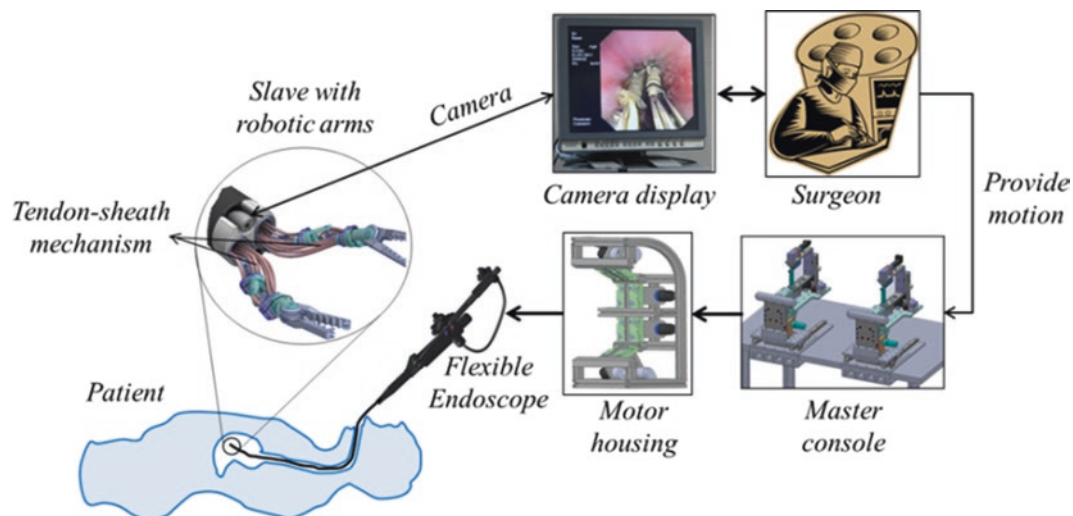 Slave with
robotic arms
Camera
Tendon-sheath
mechanism
Camera display
Surgeon
Provide
motion
Patient
Flexible
Endoscope
Motor
housing
Master
console